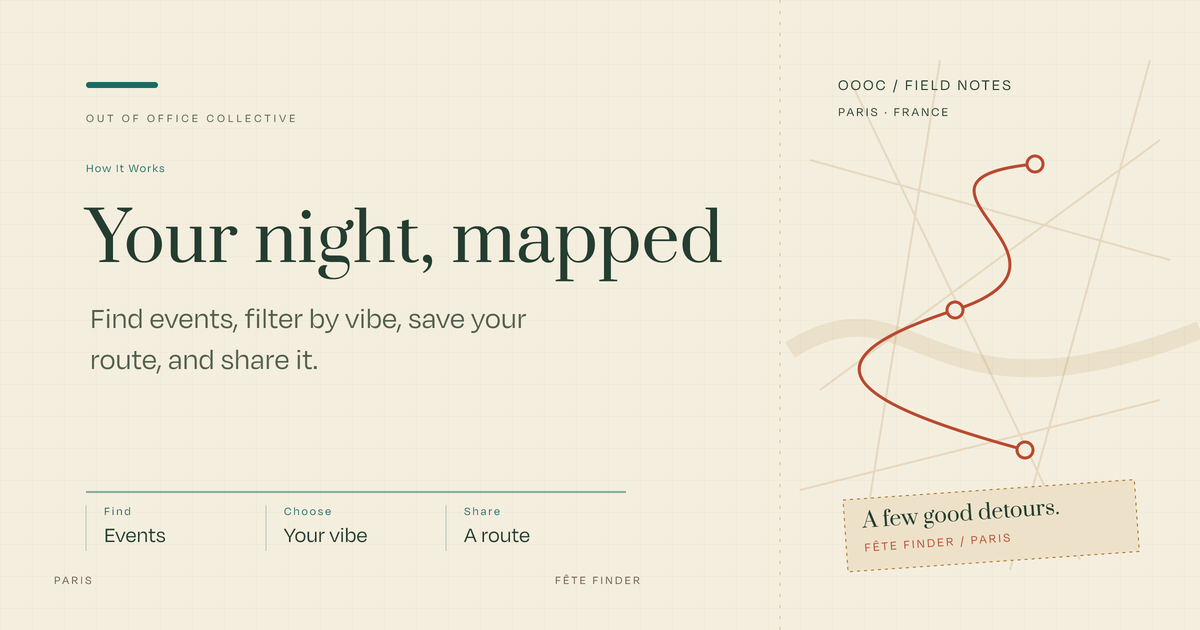 OUT OF OFFICE COLLECTIVE
How It Works
Your night, mapped
Find events, filter by vibe, save your
route, and share it.
Find
Events
Choose
Your vibe
Share
A route
PARIS
FÊTE FINDER
OOOC / FIELD NOTES
PARIS · FRANCE
A few good detours.
FÊTE FINDER / PARIS